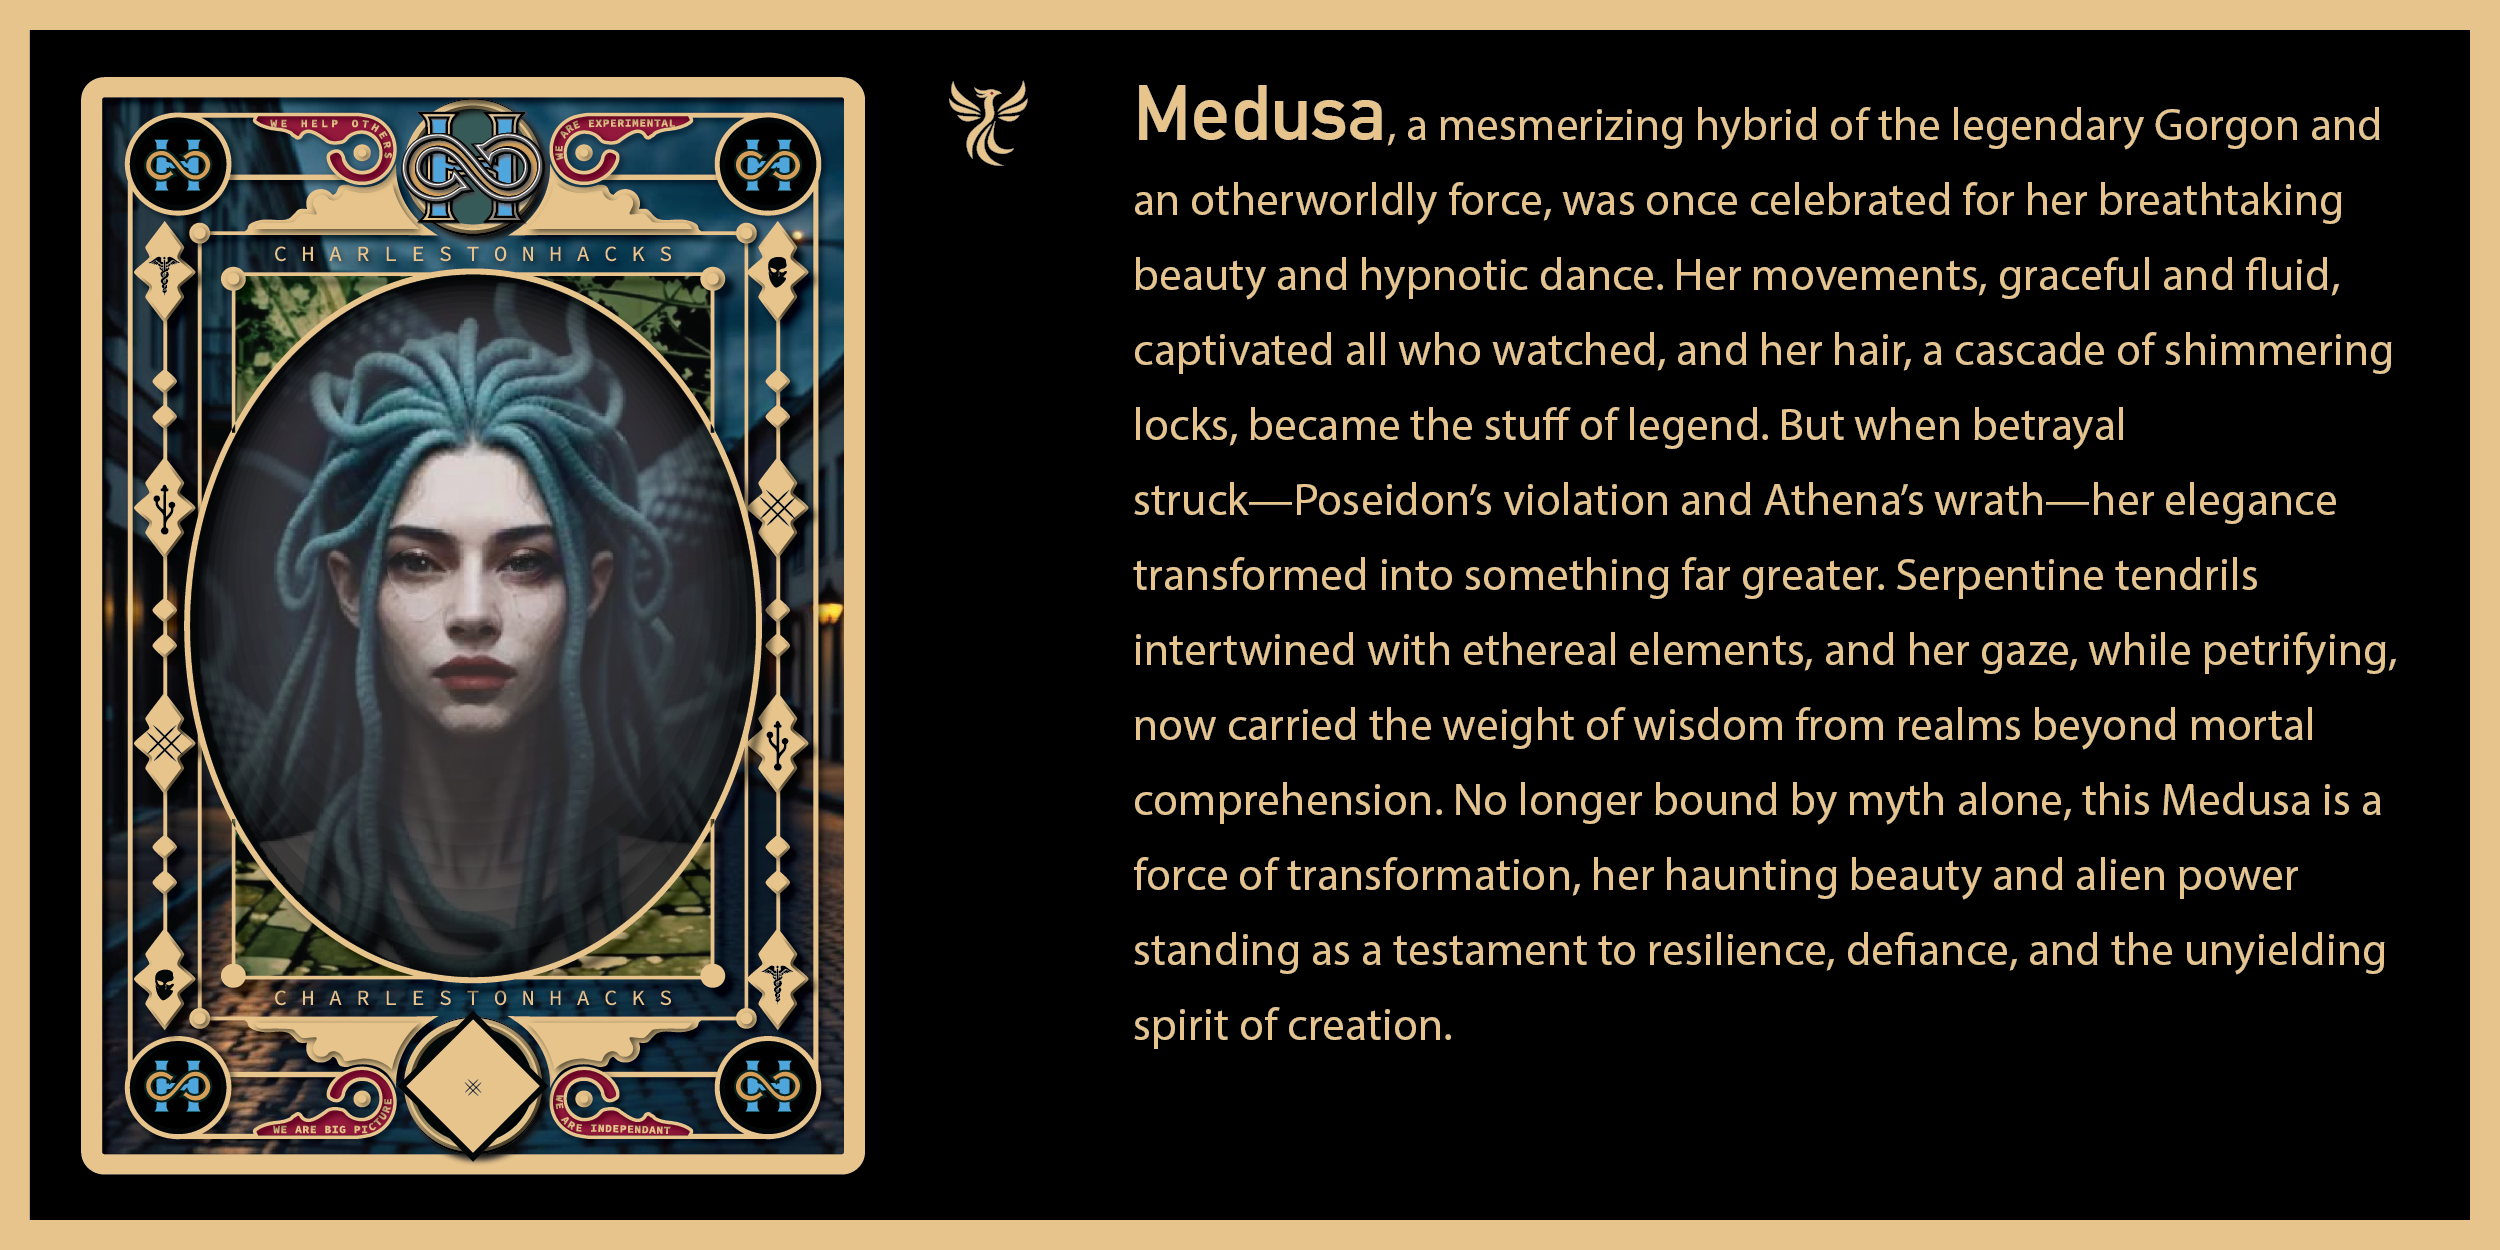 WE HELP OTHERS
WE ARE EXPERIMENTAL
CHARLESTONHACKS
CHARLESTONHACKS
WE ARE BIG PICTURE
WE ARE INDEPENDANT
Medusa, a mesmerizing hybrid of the legendary Gorgon and
an otherworldly force, was once celebrated for her breathtaking
beauty and hypnotic dance. Her movements, graceful and fluid,
captivated all who watched, and her hair, a cascade of shimmering
locks, became the stuff of legend. But when betrayal
struck—Poseidon’s violation and Athena’s wrath—her elegance
transformed into something far greater. Serpentine tendrils
intertwined with ethereal elements, and her gaze, while petrifying,
now carried the weight of wisdom from realms beyond mortal
comprehension. No longer bound by myth alone, this Medusa is a
force of transformation, her haunting beauty and alien power
standing as a testament to resilience, defiance, and the unyielding
spirit of creation.